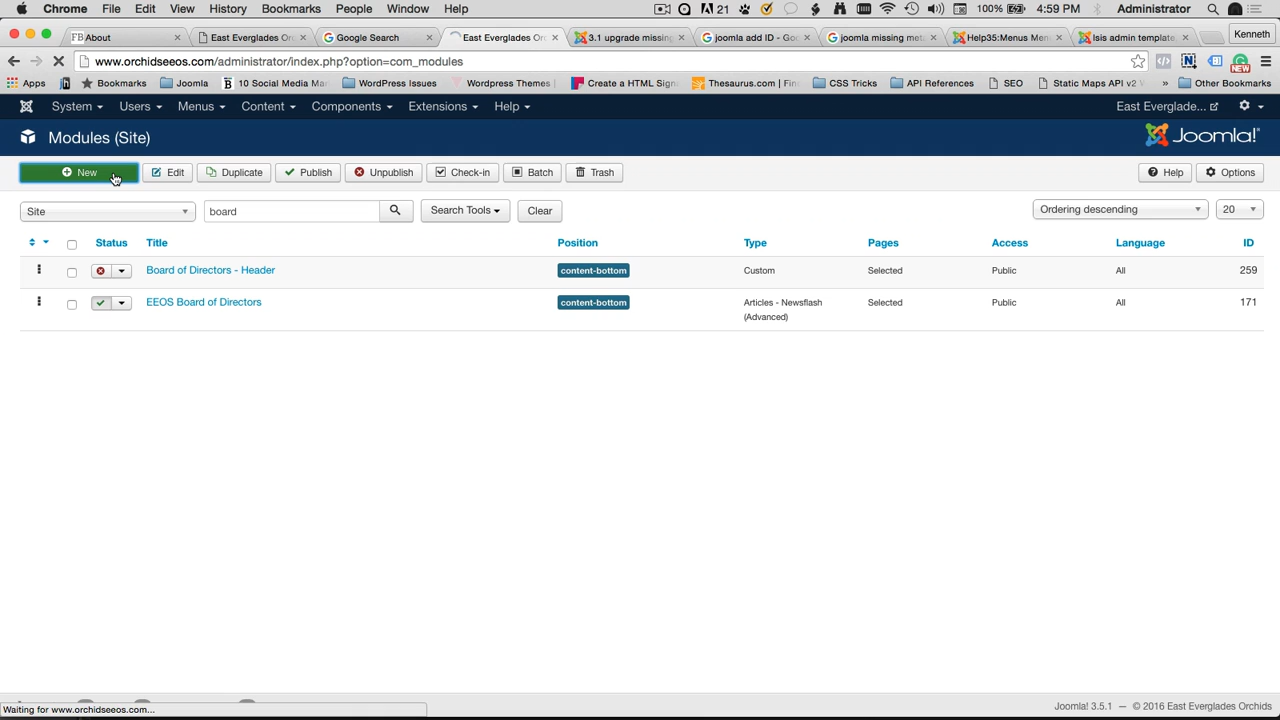 Chrome File Edit View History Bookmarks People Window Help 21 100% 4:59 PM Administrator
FB About East Everglades Or East Everglades Or Google Search East Everglades Or 3.1 upgrade missing joomla add ID - Go joomla missing met Help35:Menus Men Isis admin template Kenneth
www.orchidseeos.com/administrator/index.php?option=com_modules
NEW
Apps Bookmarks Joomla 10 Social Media Ma WordPress Issues Wordpress Themes Create a HTML Sign Thesaurus.com | Fin CSS Tricks API References SEO Static Maps API v2 » Other Bookmarks
System Users Menus Content Components Extensions Help East Everglade...
Modules (Site) Joomla!
New Edit Duplicate Publish Unpublish Check-in Batch Trash Help Options
Site board Search Tools Clear Ordering descending 20
Status Title Position Type Pages Access Language ID
Board of Directors - Header content-bottom Custom Selected Public All 259
EEOS Board of Directors content-bottom Articles - Newsflash (Advanced) Selected Public All 171
Waiting for www.orchidseeos.com...
Joomla! 3.5.1 — © 2016 East Everglades Orchids